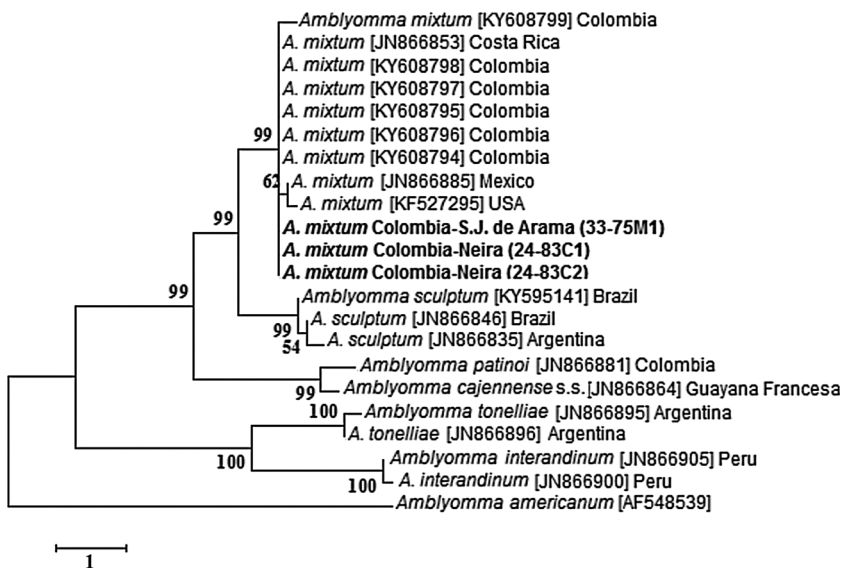 Amblyomma mixtum [KY608799] Colombia
A. mixtum [JN866853] Costa Rica
A. mixtum [KY608798] Colombia
A. mixtum [KY608797] Colombia
A. mixtum [KY608795] Colombia
99 A. mixtum [KY608796] Colombia
A. mixtum [KY608794] Colombia
62 A. mixtum [JN866885] Mexico
A. mixtum [KF527295] USA
99 A. mixtum Colombia-S.J. de Arama (33-75M1)
A. mixtum Colombia-Neira (24-83C1)
A. mixtum Colombia-Neira (24-83C2)
99 Amblyomma sculptum [KY595141] Brazil
A. sculptum [JN866846] Brazil
99
54 A. sculptum [JN866835] Argentina
Amblyomma patinoi [JN866881] Colombia
99 Amblyomma cajennense s.s. [JN866864] Guayana Francesa
100 Amblyomma tonelliae [JN866895] Argentina
A. tonelliae [JN866896] Argentina
100 Amblyomma interandinum [JN866905] Peru
100 A. interandinum [JN866900] Peru
Amblyomma americanum [AF548539]
1